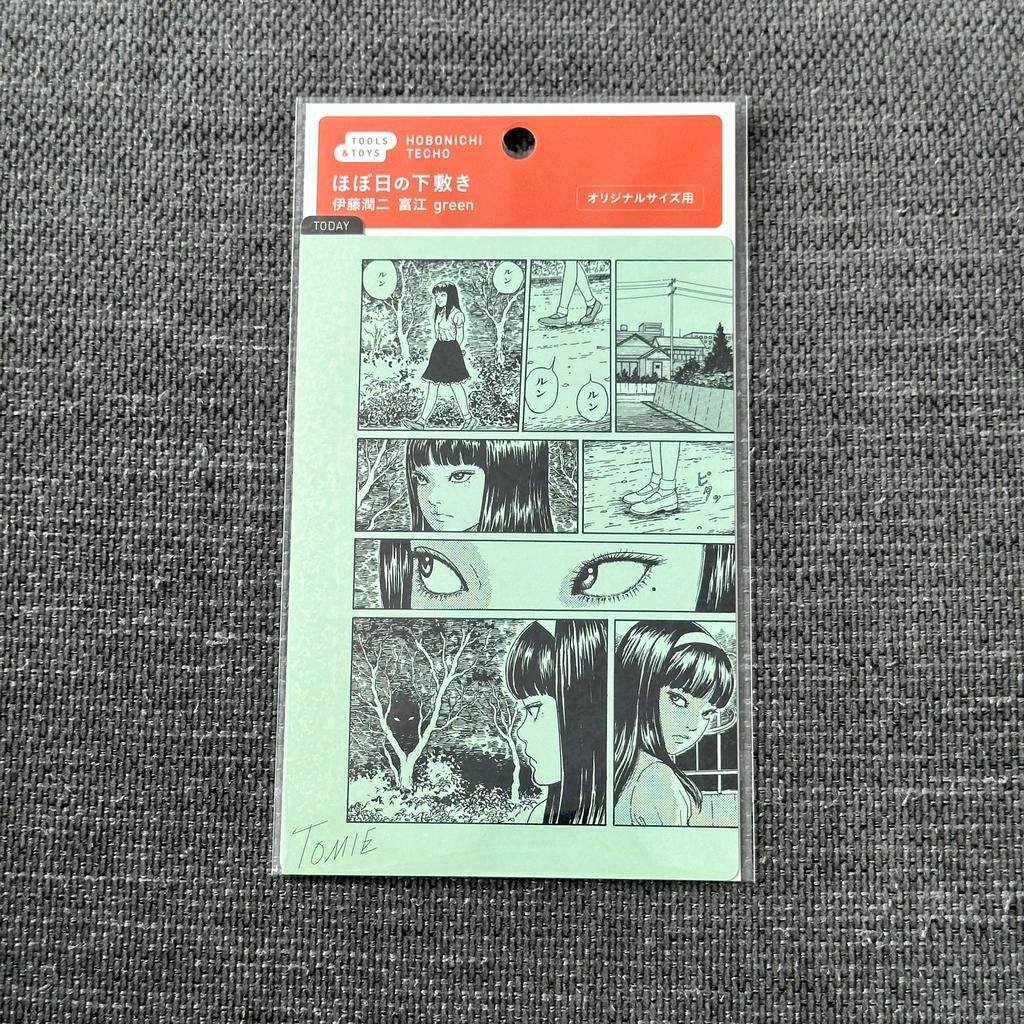 TOOLS
& TOYS
HOBONICHI
TECHO
ほぼ日の下敷き
伊藤潤二 富江 green
オリジナルサイズ用
TODAY
ルン
ルン
ルン
ルン
ピタッ
TOMIE